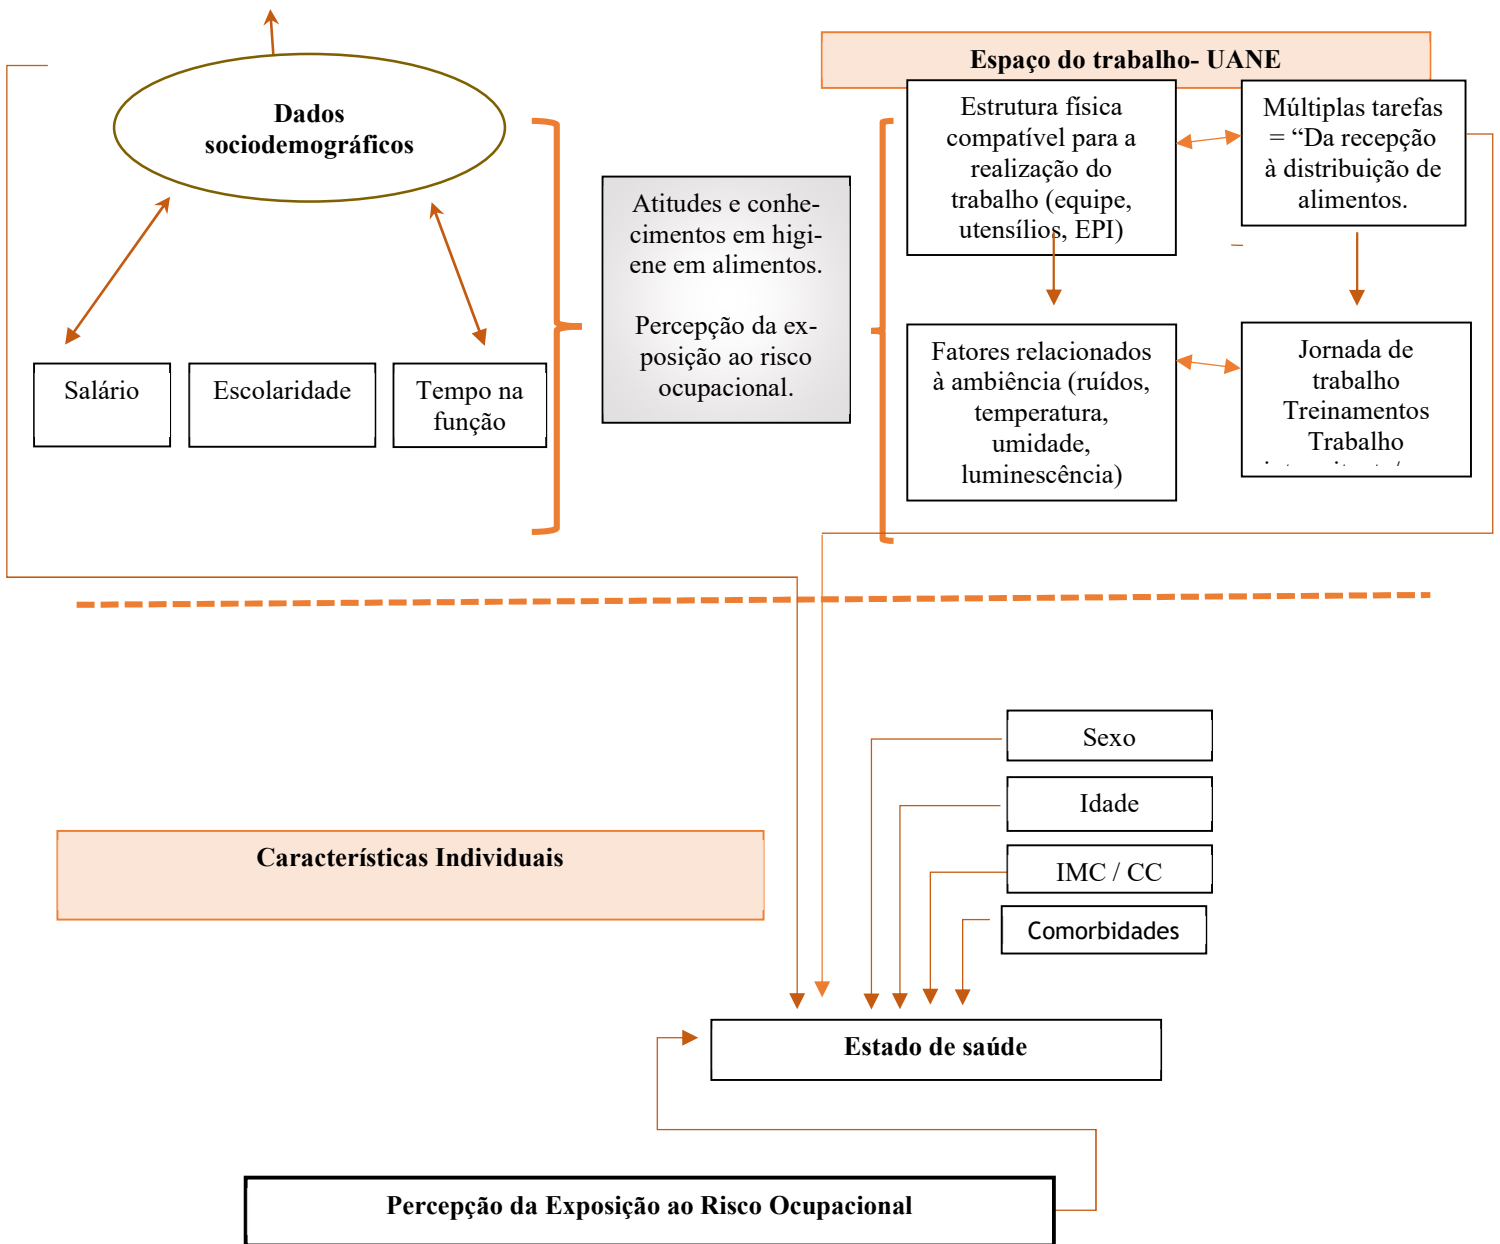 Espaço do trabalho- UANE
Dados
sociodemográficos
Salário
Escolaridade
Tempo na
função
Atitudes e conhe-
cimentos em higi-
ene em alimentos.
Percepção da ex-
posição ao risco
ocupacional.
Estrutura física
compatível para a
realização do
trabalho (equipe,
utensílios, EPI)
Múltiplas tarefas
= “Da recepção
à distribuição de
alimentos.
Fatores relacionados
à ambiência (ruídos,
temperatura,
umidade,
luminescência)
Jornada de
trabalho
Treinamentos
Trabalho
Sexo
Idade
IMC / CC
Comorbidades
Características Individuais
Estado de saúde
Percepção da Exposição ao Risco Ocupacional